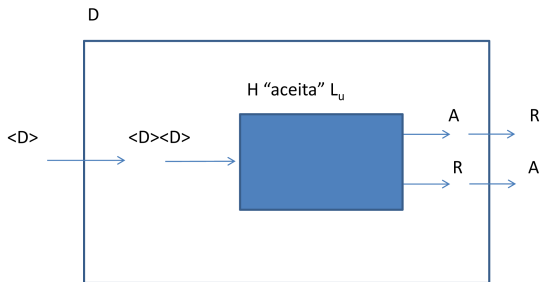 D
H “aceita” Lu
<D>
<D><D>
A
R
R
A